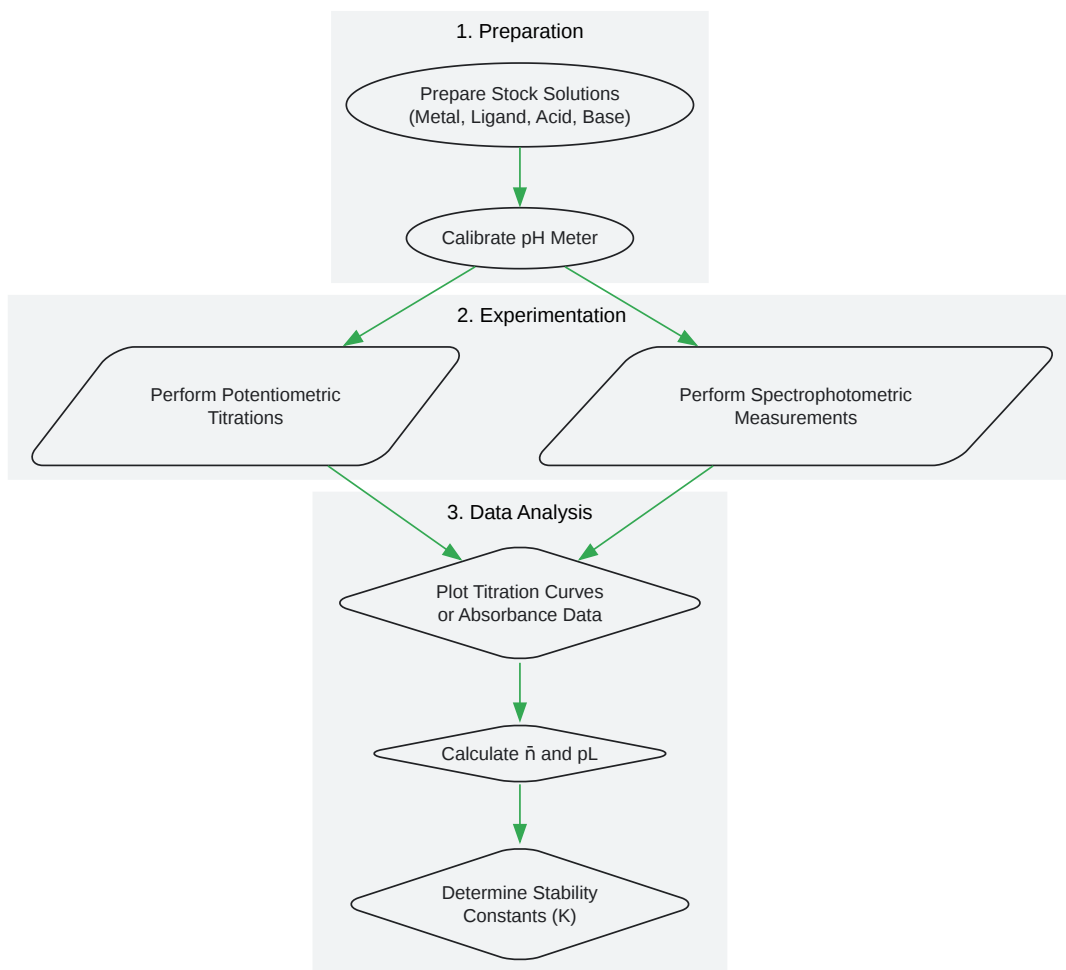 1. Preparation
Prepare Stock Solutions
(Metal, Ligand, Acid, Base)
Calibrate pH Meter
2. Experimentation
Perform Potentiometric
Titrations
Perform Spectrophotometric
Measurements
3. Data Analysis
Plot Titration Curves
or Absorbance Data
Calculate n̄ and pL
Determine Stability
Constants (K)